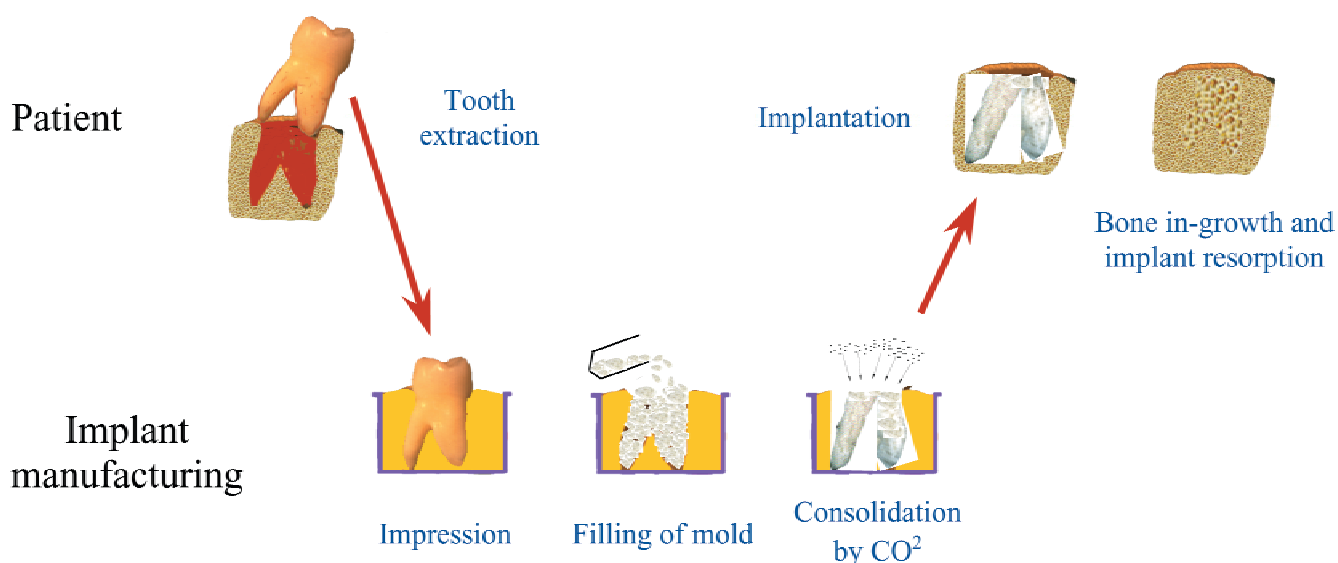 Patient
Tooth
extraction
Implantation
Bone in-growth and
implant resorption
Implant
manufacturing
Impression
Filling of mold
Consolidation
by CO²